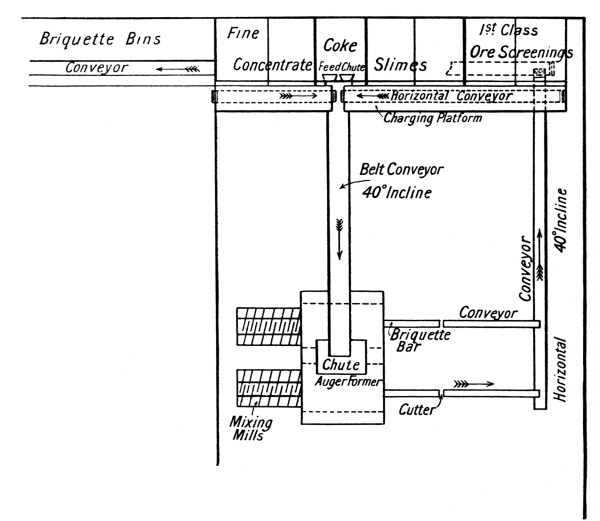 Briquette Bins
Conveyor
Fine
Concentrate
Coke
Feed Chute
Slimes
1st Class
Ore Screenings
Horizontal Conveyor
Charging Platform
Belt Conveyor
40° Incline
Conveyor
40° Incline
Horizontal
Conveyor
Briquette
Bar
Chute
Auger Former
Cutter
Mixing
Mills